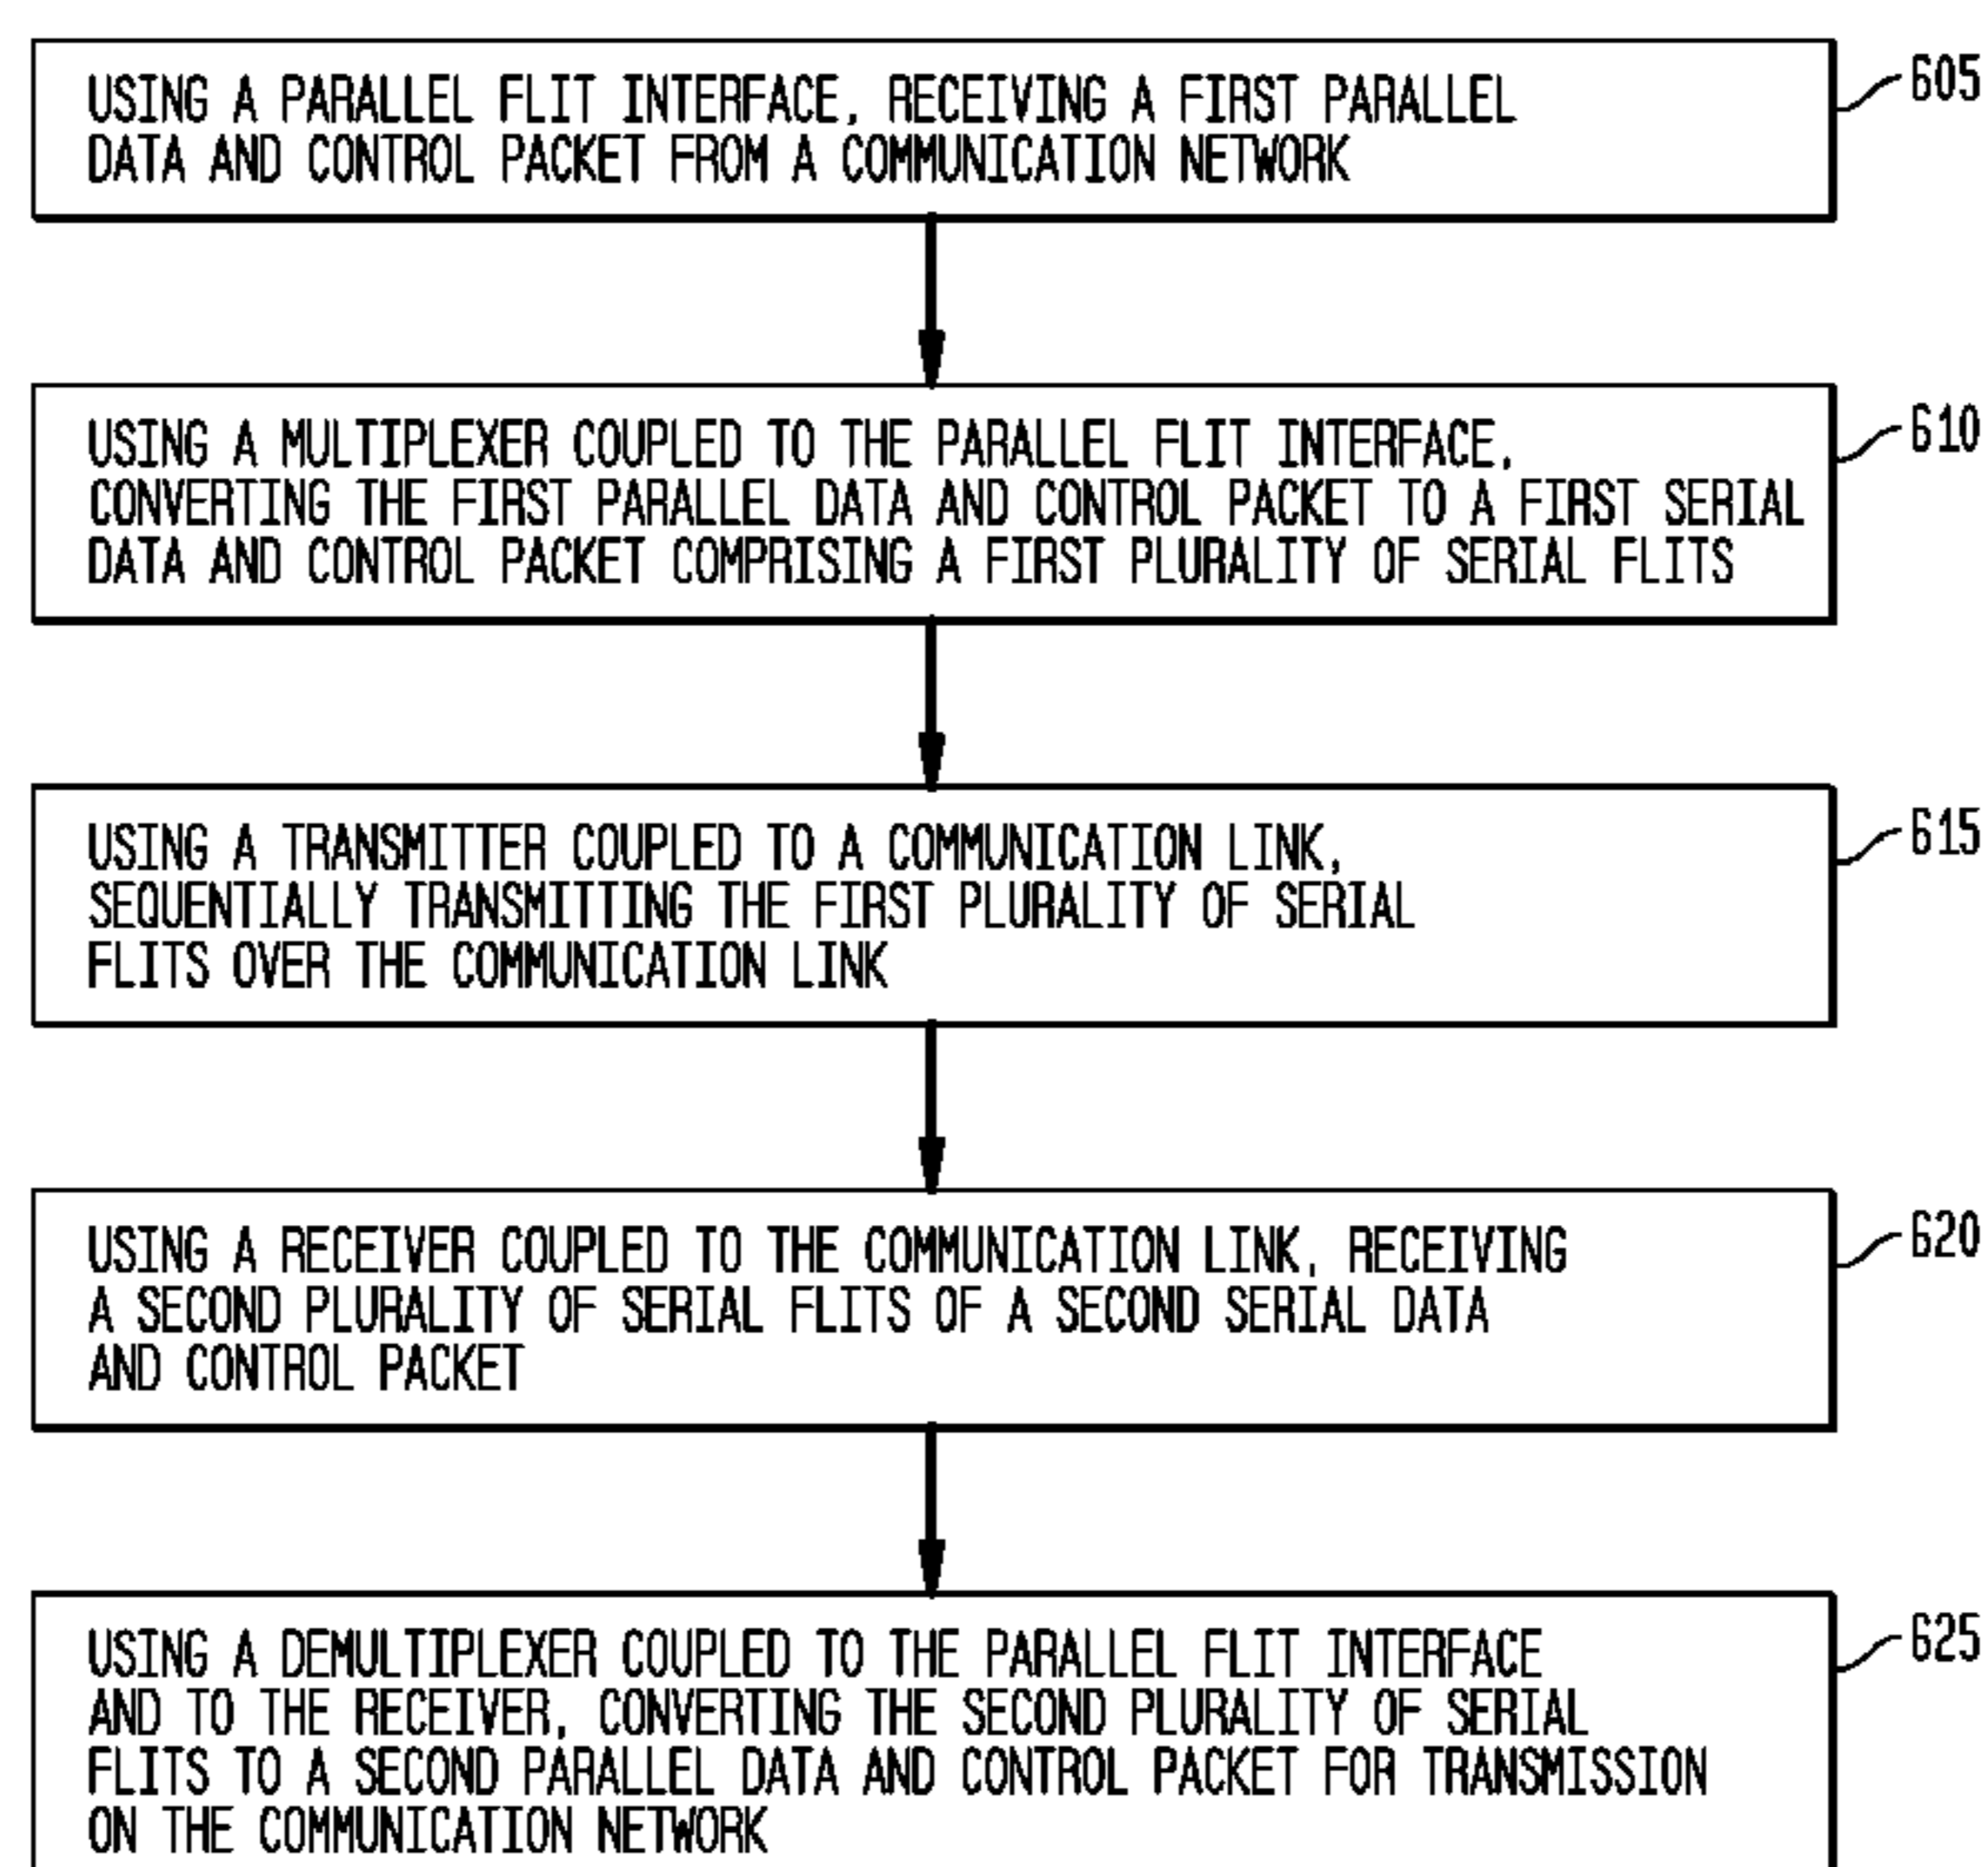 USING A PARALLEL FLIT INTERFACE, RECEIVING A FIRST PARALLEL
DATA AND CONTROL PACKET FROM A COMMUNICATION NETWORK
605
USING A MULTIPLEXER COUPLED TO THE PARALLEL FLIT INTERFACE,
CONVERTING THE FIRST PARALLEL DATA AND CONTROL PACKET TO A FIRST SERIAL
DATA AND CONTROL PACKET COMPRISING A FIRST PLURALITY OF SERIAL FLITS
610
USING A TRANSMITTER COUPLED TO A COMMUNICATION LINK,
SEQUENTIALLY TRANSMITTING THE FIRST PLURALITY OF SERIAL
FLITS OVER THE COMMUNICATION LINK
615
USING A RECEIVER COUPLED TO THE COMMUNICATION LINK, RECEIVING
A SECOND PLURALITY OF SERIAL FLITS OF A SECOND SERIAL DATA
AND CONTROL PACKET
620
USING A DEMULTIPLEXER COUPLED TO THE PARALLEL FLIT INTERFACE
AND TO THE RECEIVER, CONVERTING THE SECOND PLURALITY OF SERIAL
FLITS TO A SECOND PARALLEL DATA AND CONTROL PACKET FOR TRANSMISSION
ON THE COMMUNICATION NETWORK
625